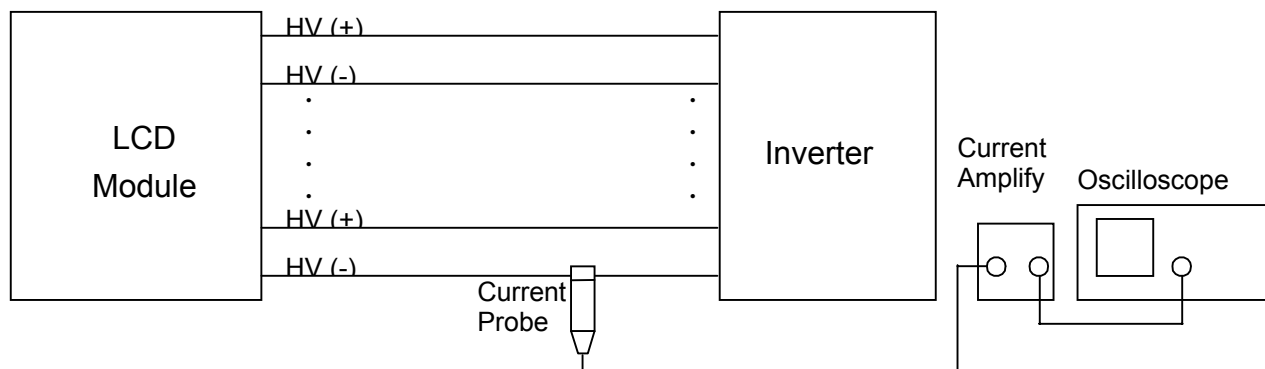 HV (+)
HV (-)
LCD
Module
Inverter
HV (+)
HV (-)
Current
Probe
Current
Amplify
Oscilloscope